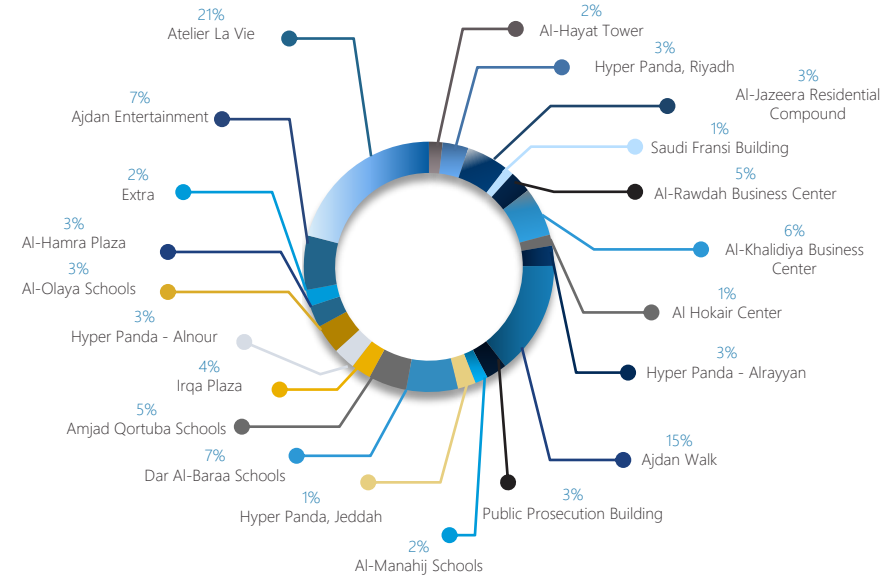 21%
Atelier La Vie
2%
Al-Hayat Tower
3%
Hyper Panda, Riyadh
3%
Al-Jazeera Residential
Compound
1%
Saudi Fransi Building
5%
Al-Rawdah Business Center
6%
Al-Khalidiya Business
Center
1%
Al Hokair Center
3%
Hyper Panda - Alrayyan
15%
Ajdan Walk
3%
Public Prosecution Building
2%
Al-Manahij Schools
1%
Hyper Panda, Jeddah
7%
Dar Al-Baraa Schools
5%
Amjad Qortuba Schools
4%
Irqa Plaza
3%
Hyper Panda - Alnour
3%
Al-Olaya Schools
3%
Al-Hamra Plaza
2%
Extra
7%
Ajdan Entertainment